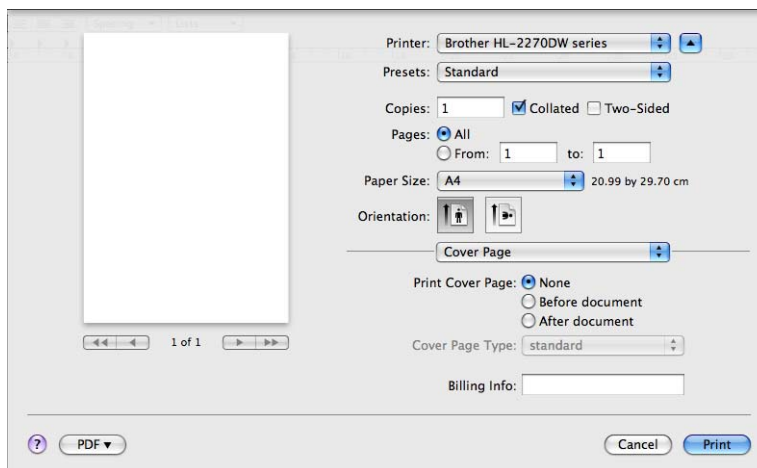 Spacing Lists
Printer: Brother HL-2270DW series
Presets: Standard
Copies: 1 Collated Two-Sided
Pages: All
From: 1 to: 1
Paper Size: A4 20.99 by 29.70 cm
Orientation:
Cover Page
Print Cover Page: None
Before document
After document
1 of 1
Cover Page Type: standard
Billing Info:
? PDF Cancel Print